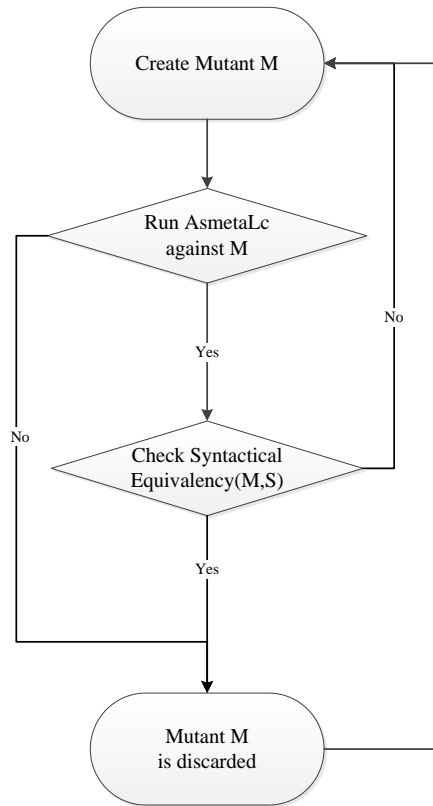 Create Mutant M
Run AsmetaLc
against M
No
Yes
No
Check Syntactical
Equivalency(M,S)
Yes
Mutant M
is discarded